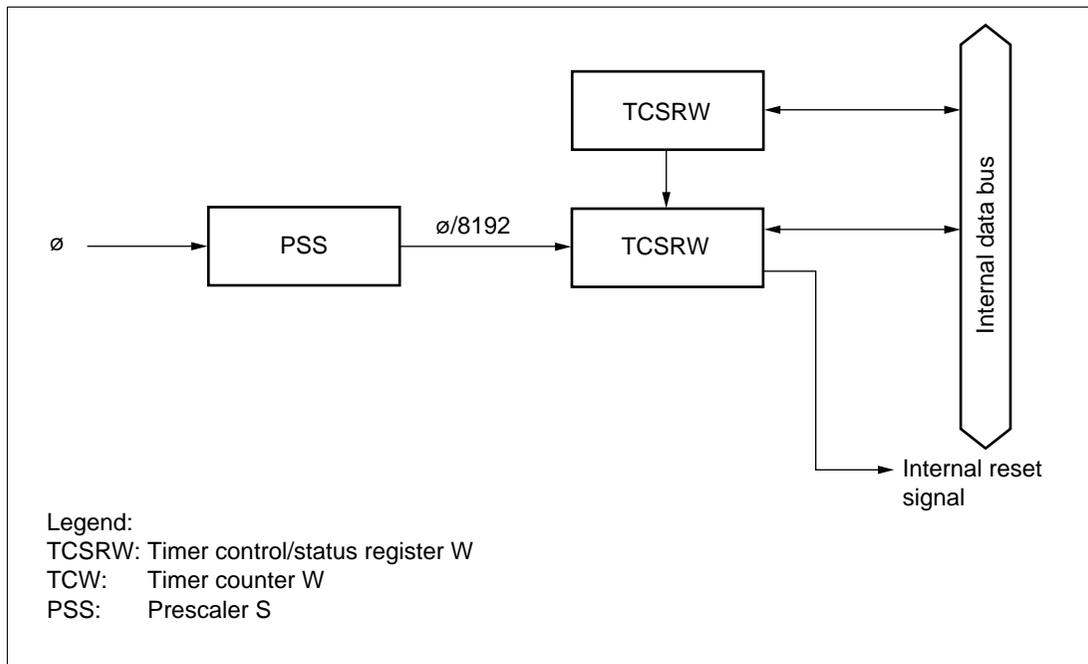 TCSRW
ø
PSS
ø/8192
TCSRW
Internal data bus
Internal reset
signal
Legend:
TCSRW: Timer control/status register W
TCW: Timer counter W
PSS: Prescaler S